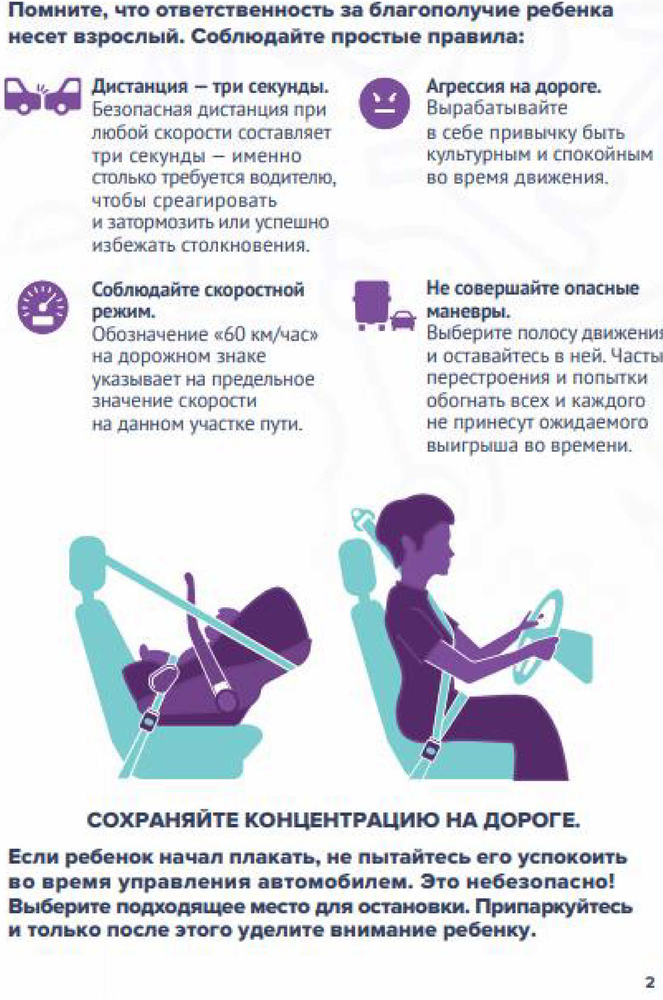 Помните, что ответственность за благополучие ребенка
несет взрослый. Соблюдайте простые правила:
Дистанция — три секунды.
Безопасная дистанция при
любой скорости составляет
три секунды — именно
столько требуется водителю,
чтобы среагировать
и затормозить или успешно
избежать столкновения.
Агрессия на дороге.
Вырабатывайте
в себе привычку быть
культурным и спокойным
во время движения.
Соблюдайте скоростной
режим.
Обозначение «60 км/час»
на дорожном знаке
указывает на предельное
значение скорости
на данном участке пути.
Не совершайте опасные
маневры.
Выберите полосу движения
и оставайтесь в ней. Часты
перестроения и попытки
обогнать всех и каждого
не принесут ожидаемого
выигрыша во времени.
СОХРАНЯЙТЕ КОНЦЕНТРАЦИЮ НА ДОРОГЕ.
Если ребенок начал плакать, не пытайтесь его успокоить
во время управления автомобилем. Это небезопасно!
Выберите подходящее место для остановки. Припаркуйтесь
и только после этого уделите внимание ребенку.
2